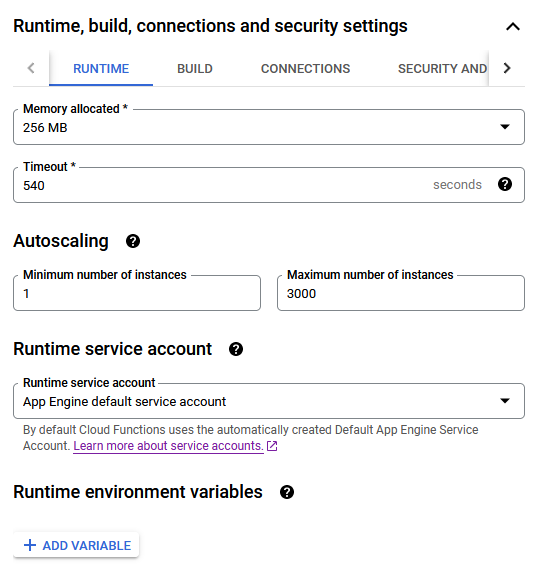 Runtime, build, connections and security settings
RUNTIME BUILD CONNECTIONS SECURITY AND
Memory allocated *
256 MB
Timeout *
540 seconds
Autoscaling
Minimum number of instances Maximum number of instances
1 3000
Runtime service account
Runtime service account
App Engine default service account
By default Cloud Functions uses the automatically created Default App Engine Service
Account. Learn more about service accounts.
Runtime environment variables
+ ADD VARIABLE